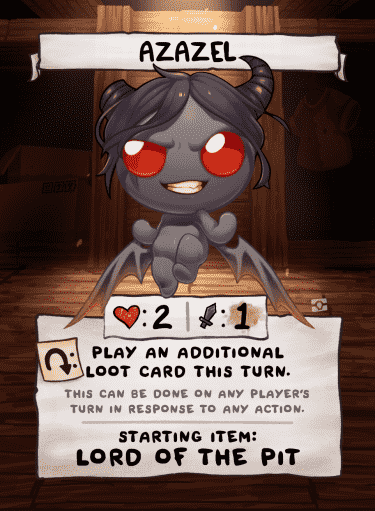 AZAZEL
: 2 : 1
: PLAY AN ADDITIONAL
LOOT CARD THIS TURN.
THIS CAN BE DONE ON ANY PLAYER'S
TURN IN RESPONSE TO ANY ACTION.
STARTING ITEM:
LORD OF THE PIT